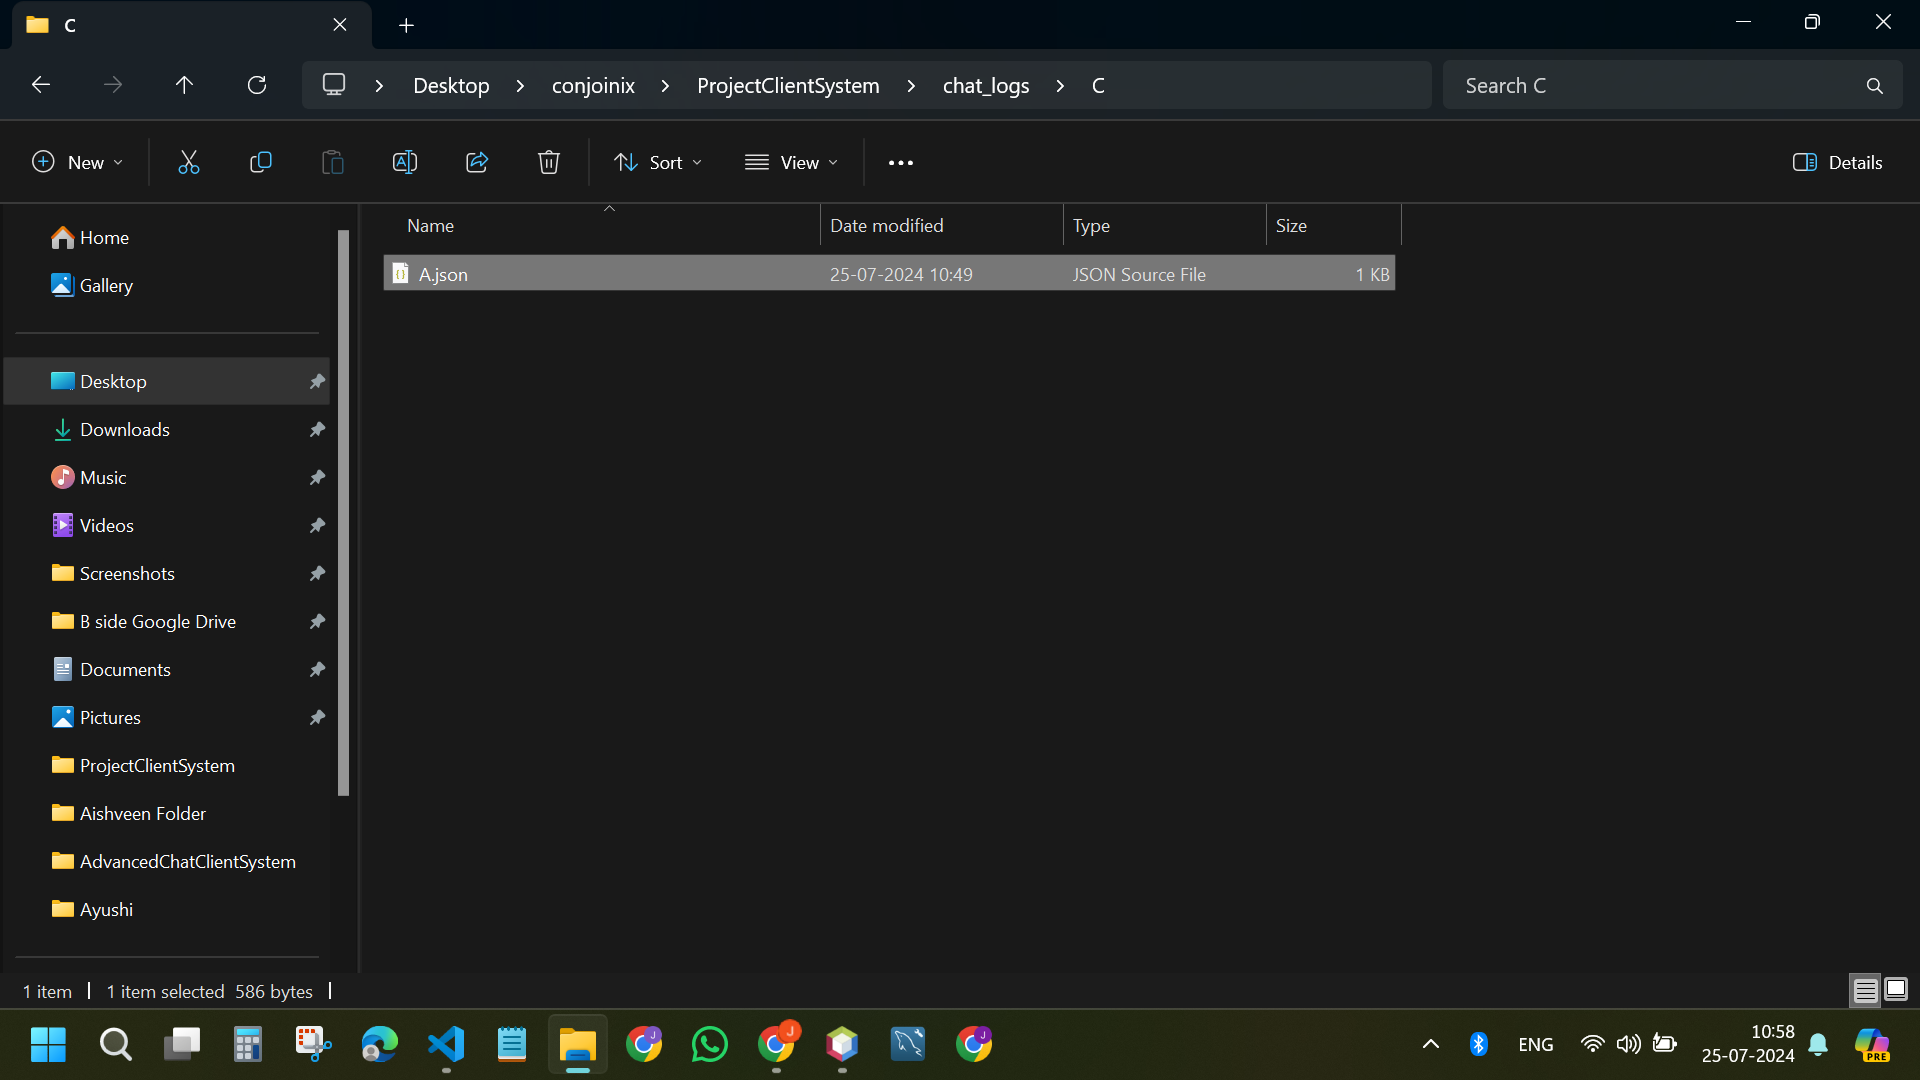 C
Desktop > conjoinix > ProjectClientSystem > chat_logs > C
Search C
New
Sort
View
Details
Name
Date modified
Type
Size
A.json
25-07-2024 10:49
JSON Source File
1 KB
Home
Gallery
Desktop
Downloads
Music
Videos
Screenshots
B side Google Drive
Documents
Pictures
ProjectClientSystem
Aishveen Folder
AdvancedChatClientSystem
Ayushi
1 item
1 item selected 586 bytes
J
J
J
ENG
10:58
25-07-2024
PRE